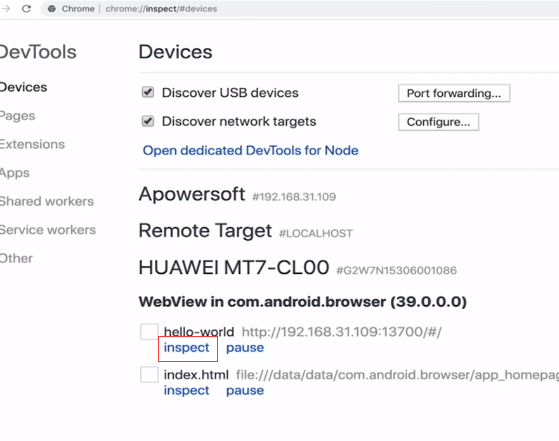 Chrome | chrome://inspect/#devices
DevTools
Devices
Pages
Extensions
Apps
Shared workers
Service workers
Other
Devices
Discover USB devices Port forwarding...
Discover network targets Configure...
Open dedicated DevTools for Node
Apowersoft #192.168.31.109
Remote Target #LOCALHOST
HUAWEI MT7-CL00 #G2W7N15306001086
WebView in com.android.browser (39.0.0.0)
hello-world http://192.168.31.109:13700/#/
inspect pause
index.html file:///data/data/com.android.browser/app_homepag
inspect pause